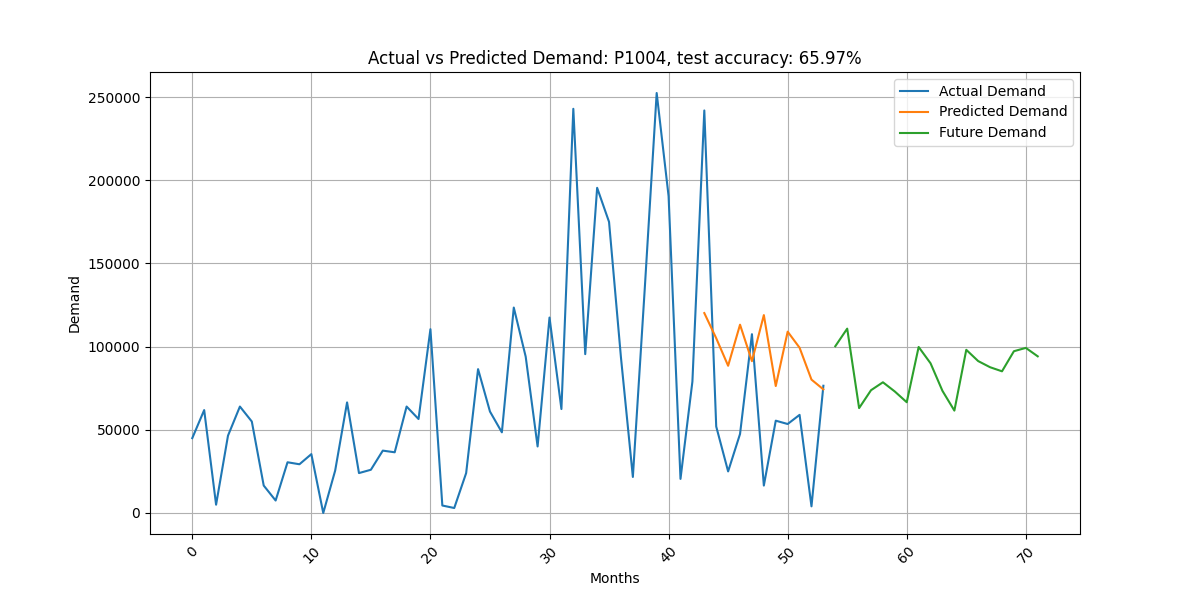 Actual vs Predicted Demand: P1004, test accuracy: 65.97%
Actual Demand
Predicted Demand
Future Demand
250000
200000
150000
100000
50000
0
Demand
0 10 20 30 40 50 60 70
Months